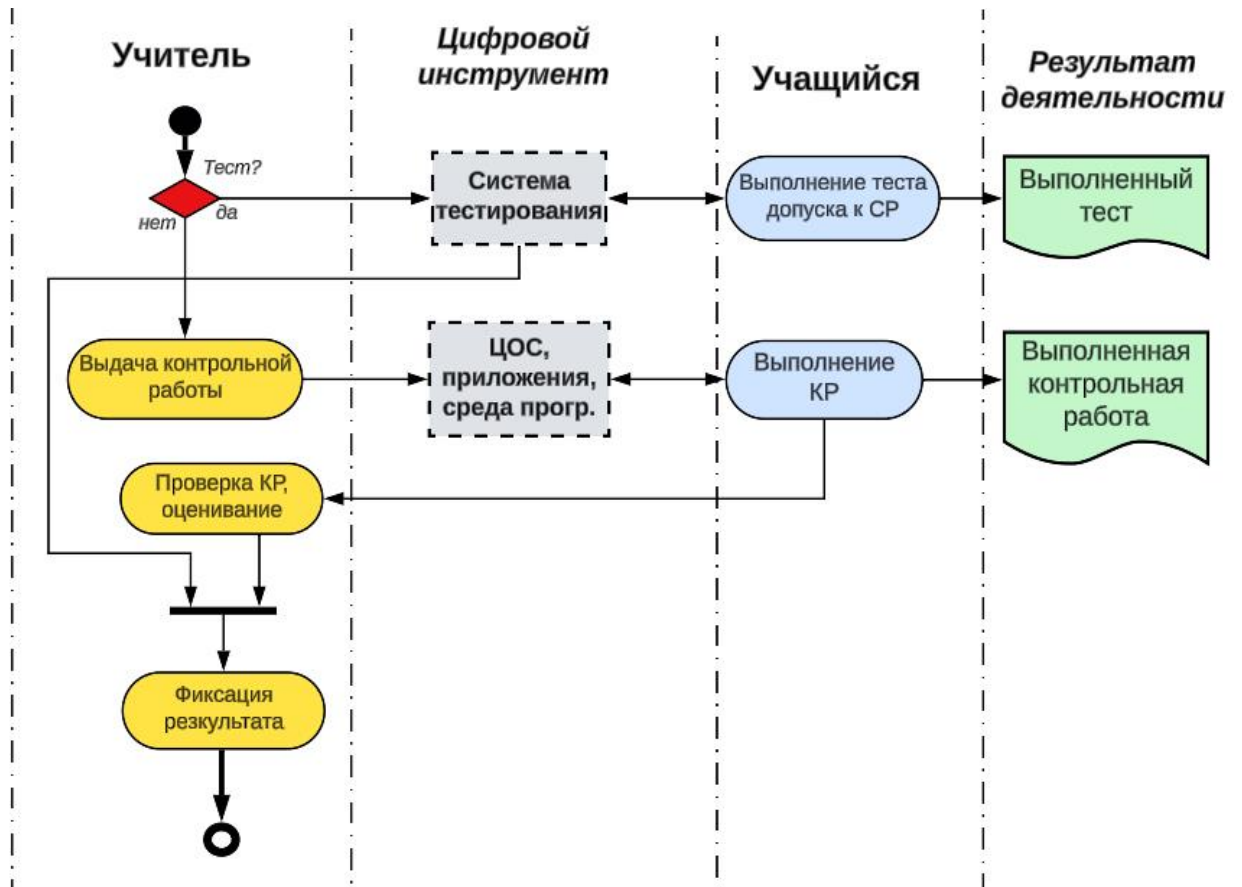 Учитель
Цифровой
инструмент
Учащийся
Результат
деятельности
Тест?
нет
да
Система
тестирования
Выполнение теста
допуска к СР
Выполненный
тест
Выдача контрольной
работы
ЦОС,
приложения,
среда прогр.
Выполнение
КР
Выполненная
контрольная
работа
Проверка КР,
оценивание
Фиксация
резкультата